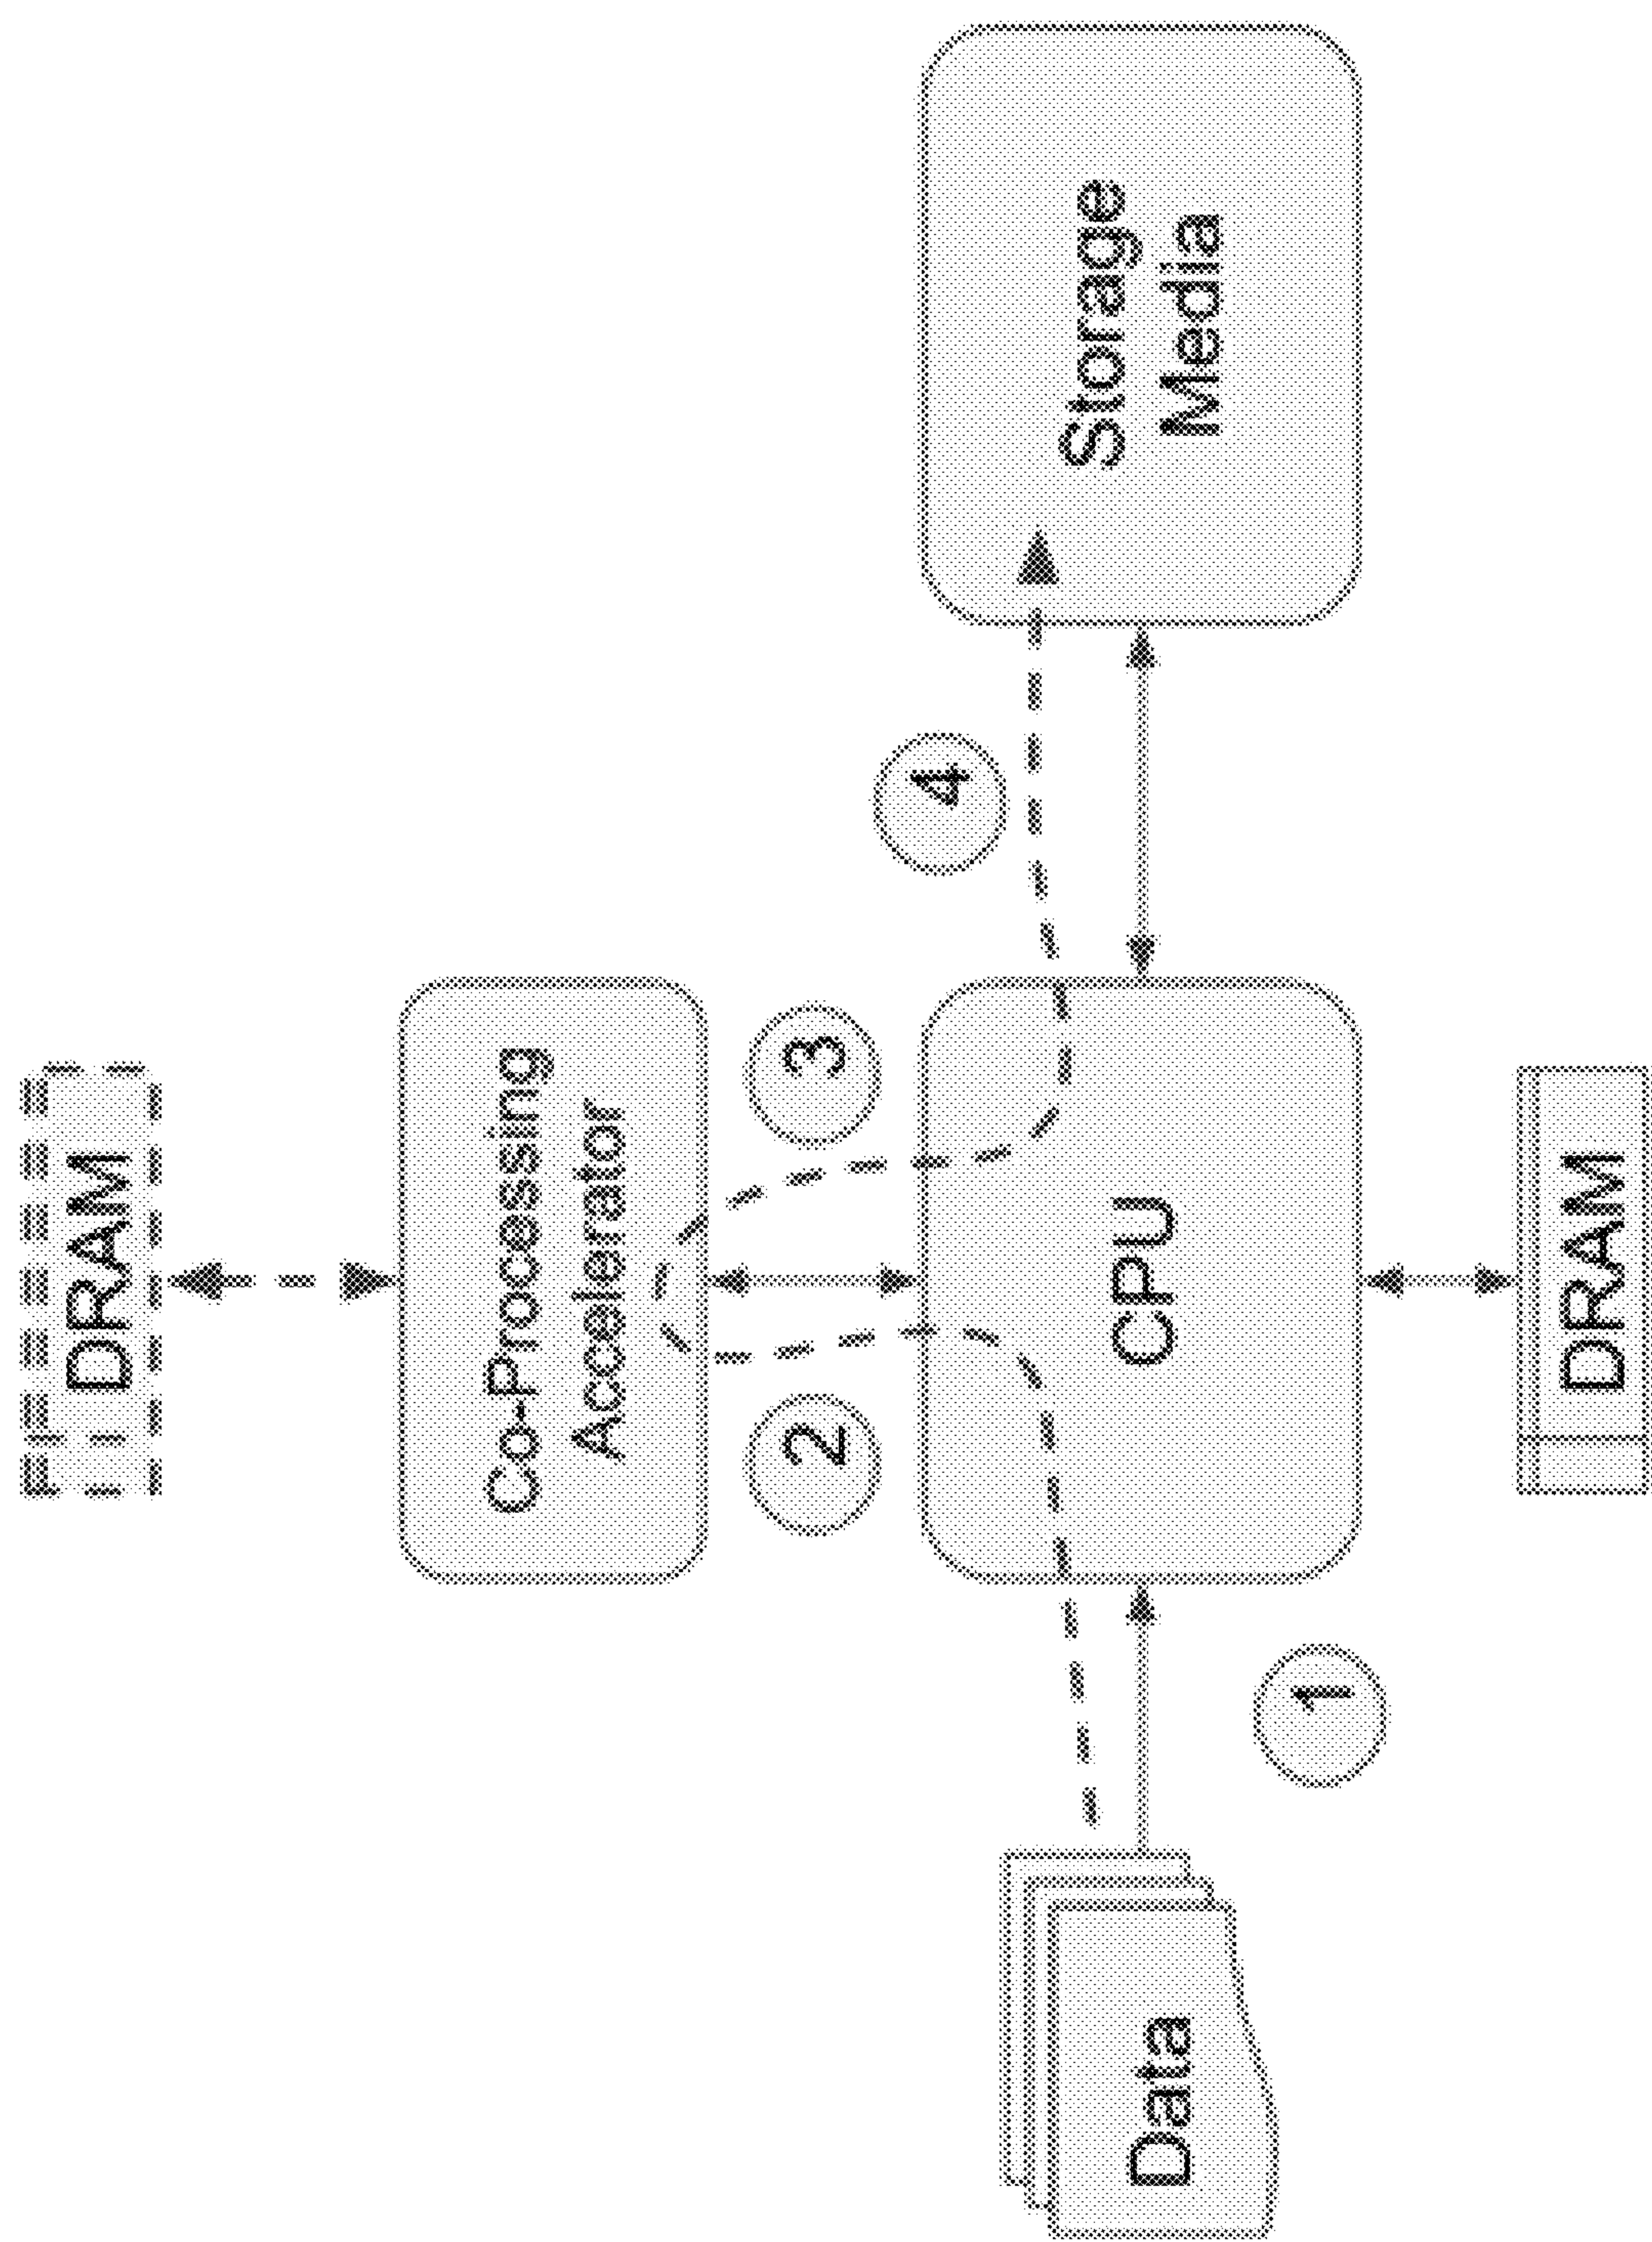 DRAM
Co-Processing
Accelerator
2
3
4
Data
1
CPU
Storage
Media
DRAM